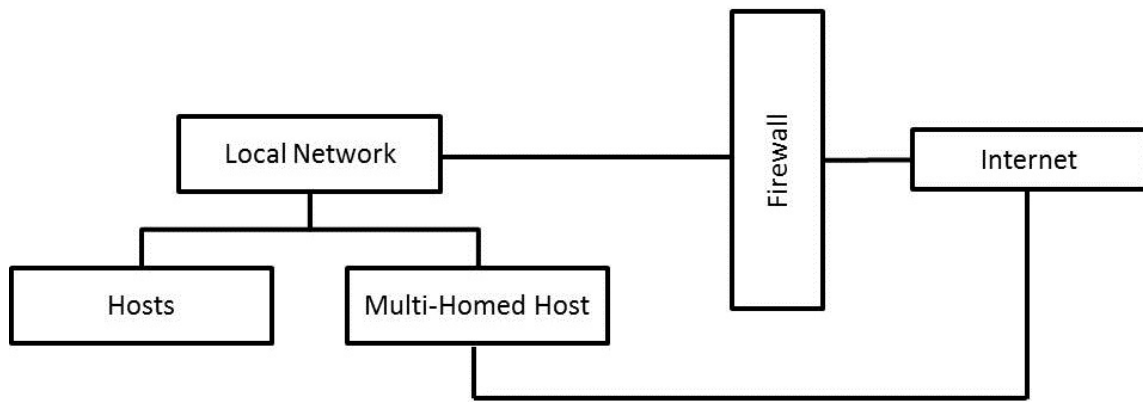 Local Network
Firewall
Internet
Hosts
Multi-Homed Host